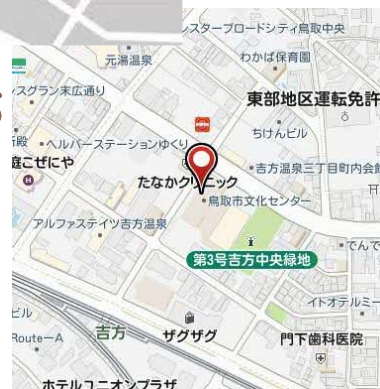 スターブロードシティ鳥取中央
元湯温泉
わかば保育園
スグラン末広通り
東部地区運転免許
ちけんビル
ヘルパーステーションゆくり
庭こぜにや
吉方温泉三丁目町内会館
たなかクリニック
鳥取市文化センター
アルファステイツ吉方温泉
第3号吉方中央緑地
でんで
イトオテルミー
ビル
Route-A
吉方
ザグザグ
門下歯科医院
ホテルユニオンプラザ